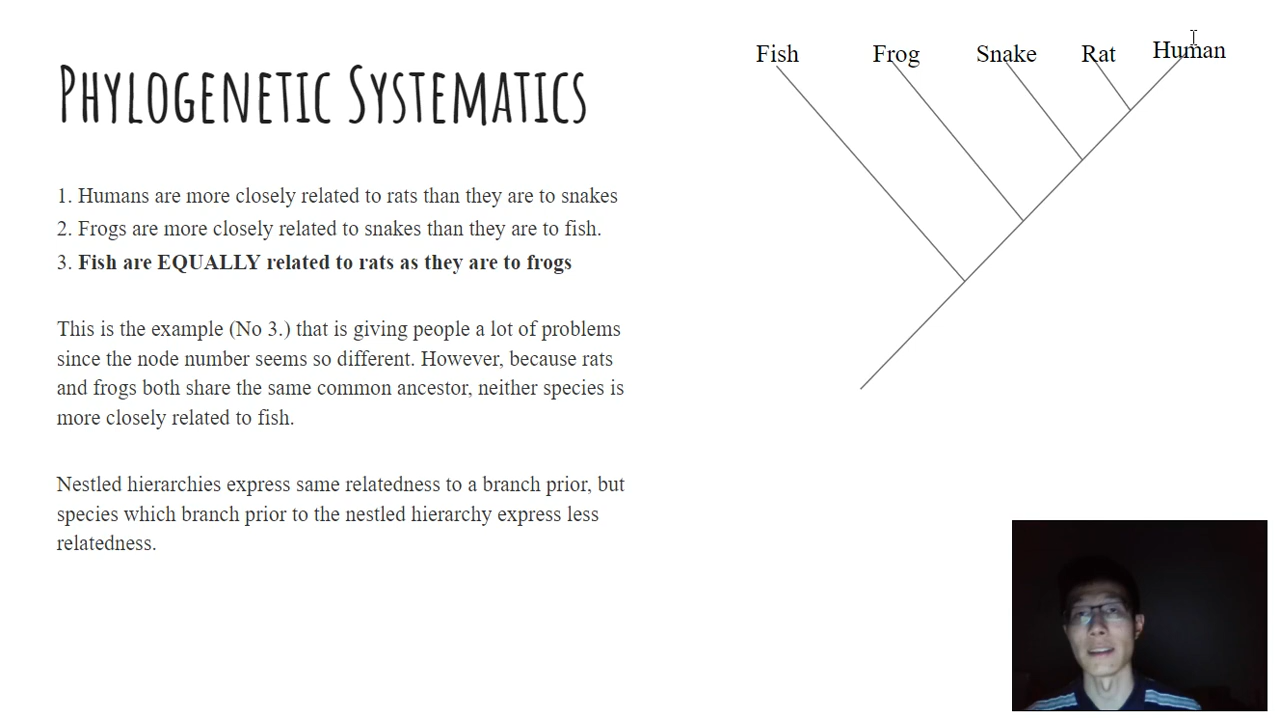 PHYLOGENETIC SYSTEMATICS
Fish Frog Snake Rat Human
1. Humans are more closely related to rats than they are to snakes
2. Frogs are more closely related to snakes than they are to fish.
3. Fish are EQUALLY related to rats as they are to frogs
This is the example (No 3.) that is giving people a lot of problems
since the node number seems so different. However, because rats
and frogs both share the same common ancestor, neither species is
more closely related to fish.
Nestled hierarchies express same relatedness to a branch prior, but
species which branch prior to the nestled hierarchy express less
relatedness.